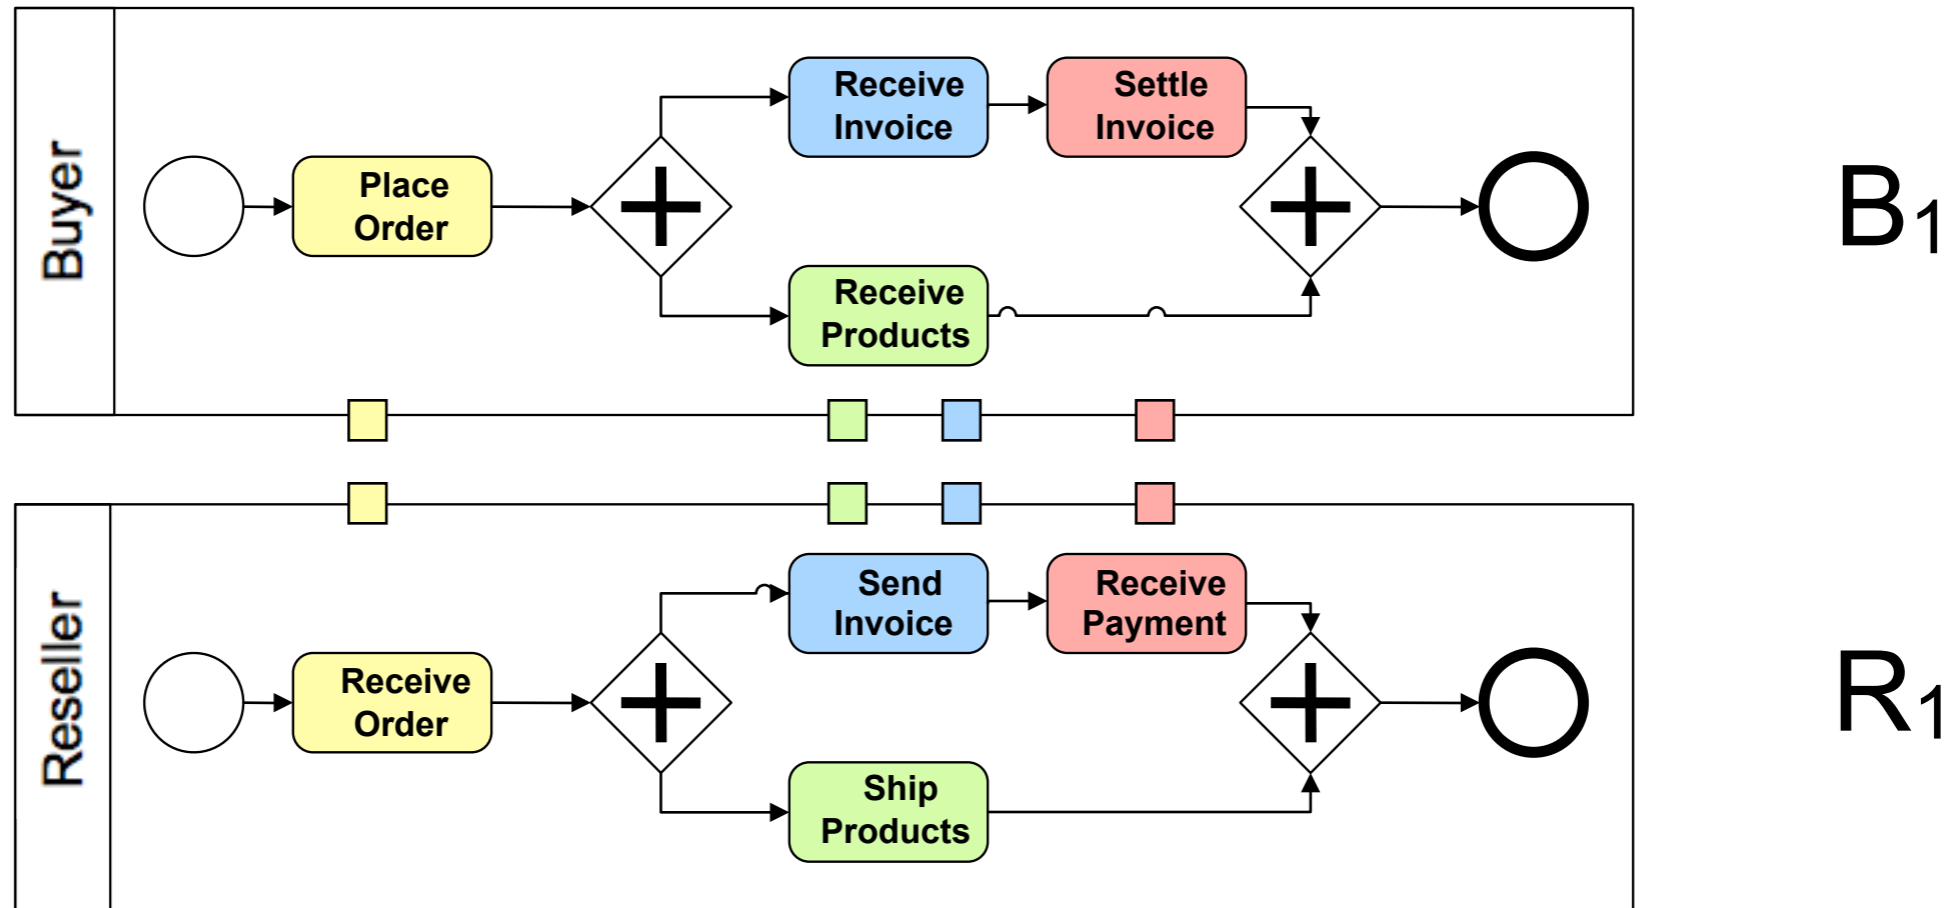 Buyer
Place
Order
Receive
Invoice
Settle
Invoice
Receive
Products
B1
Reseller
Receive
Order
Send
Invoice
Receive
Payment
Ship
Products
R1